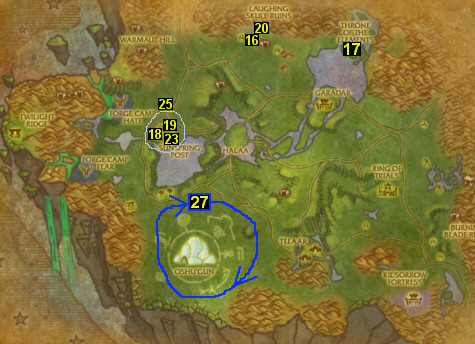 LAUGHING
SKULL RUINS
20
16
THRONE
OF THE
ELEMENTS
17
WARMAUL HILL
GARADAR
25
FORGE CAMP
HATE
19
18
23
SUNSPRING
POST
HALAA
TWILIGHT
RIDGE
FORGE CAMP
FEAR
RING OF
TRIALS
27
TELAAR
BURNING
BLADE RU
OSHU'GUN
KIL'SORROW
FORTRESS